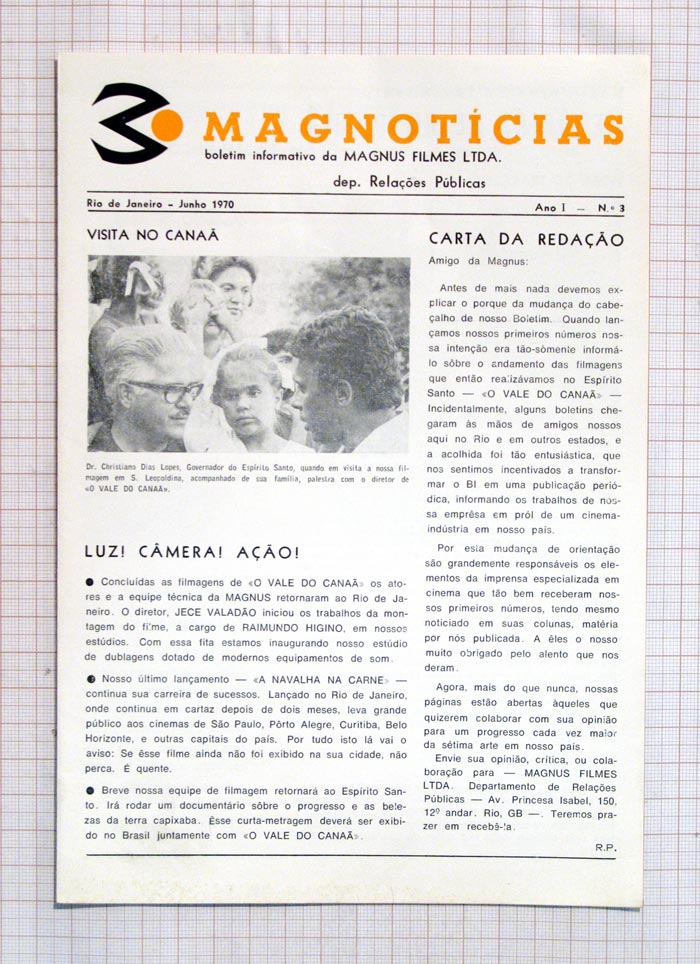 MAGNOTÍCIAS
boletim informativo da MAGNUS FILMES LTDA.
dep. Relações Públicas
Rio de Janeiro – Junho 1970
Ano I — N.º 3
VISITA NO CANAÃ
Dr. Christiano Dias Lopes, Governador do Espírito Santo, quando em visita a nossa fil-
magem em S. Leopoldina, acompanhado de sua família, palestra com o diretor de
«O VALE DO CANAÃ».
LUZ! CÂMERA! AÇÃO!
● Concluídas as filmagens de «O VALE DO CANAÃ» os ato-
res e a equipe técnica da MAGNUS retornaram ao Rio de Ja-
neiro. O diretor, JECE VALADÃO iniciou os trabalhos da mon-
tagem do filme, a cargo de RAIMUNDO HIGINO, em nossos
estúdios. Com essa fita estamos inaugurando nosso estúdio
de dublagens dotado de modernos equipamentos de som.
● Nosso último lançamento — «A NAVALHA NA CARNE» —
continua sua carreira de sucessos. Lançado no Rio de Janeiro,
onde continua em cartaz depois de dois meses, leva grande
público aos cinemas de São Paulo, Pôrto Alegre, Curitiba, Belo
Horizonte, e outras capitais do país. Por tudo isto lá vai o
aviso: Se êsse filme ainda não foi exibido na sua cidade, não
perca. É quente.
● Breve nossa equipe de filmagem retornará ao Espírito San-
to. Irá rodar um documentário sôbre o progresso e as bele-
zas da terra capixaba. Êsse curta-metragem deverá ser exibi-
do no Brasil juntamente com «O VALE DO CANAÃ».
CARTA DA REDAÇÃO
Amigo da Magnus:
Antes de mais nada devemos ex-
plicar o porque da mudança do cabe-
çalho de nosso Boletim. Quando lan-
çamos nossos primeiros números nos-
sa intenção era tão-sòmente informá-
lo sôbre o andamento das filmagens
que então realizávamos no Espírito
Santo — «O VALE DO CANAÃ» —
Incidentalmente, alguns boletins che-
garam às mãos de amigos nossos
aqui no Rio e em outros estados, e
a acolhida foi tão entusiástica, que
nos sentimos incentivados a transfor-
mar o BI em uma publicação perió-
dica, informando os trabalhos de nos-
sa emprêsa em pról de um cinema-
indústria em nosso país.
Por esta mudança de orientação
são grandemente responsáveis os ele-
mentos da imprensa especializada em
cinema que tão bem receberam nos-
sos primeiros números, tendo mesmo
noticiado em suas colunas, matéria
por nós publicada. A êles o nosso
muito obrigado pelo alento que nos
deram.
Agora, mais do que nunca, nossas
páginas estão abertas àqueles que
quizerem colaborar com sua opinião
para um progresso cada vez maior
da sétima arte em nosso país.
Envie sua opinião, crítica, ou cola-
boração para — MAGNUS FILMES
LTDA. Departamento de Relações
Públicas — Av. Princesa Isabel, 150,
12º andar. Rio, GB —. Teremos pra-
zer em recebê-la.
R.P.